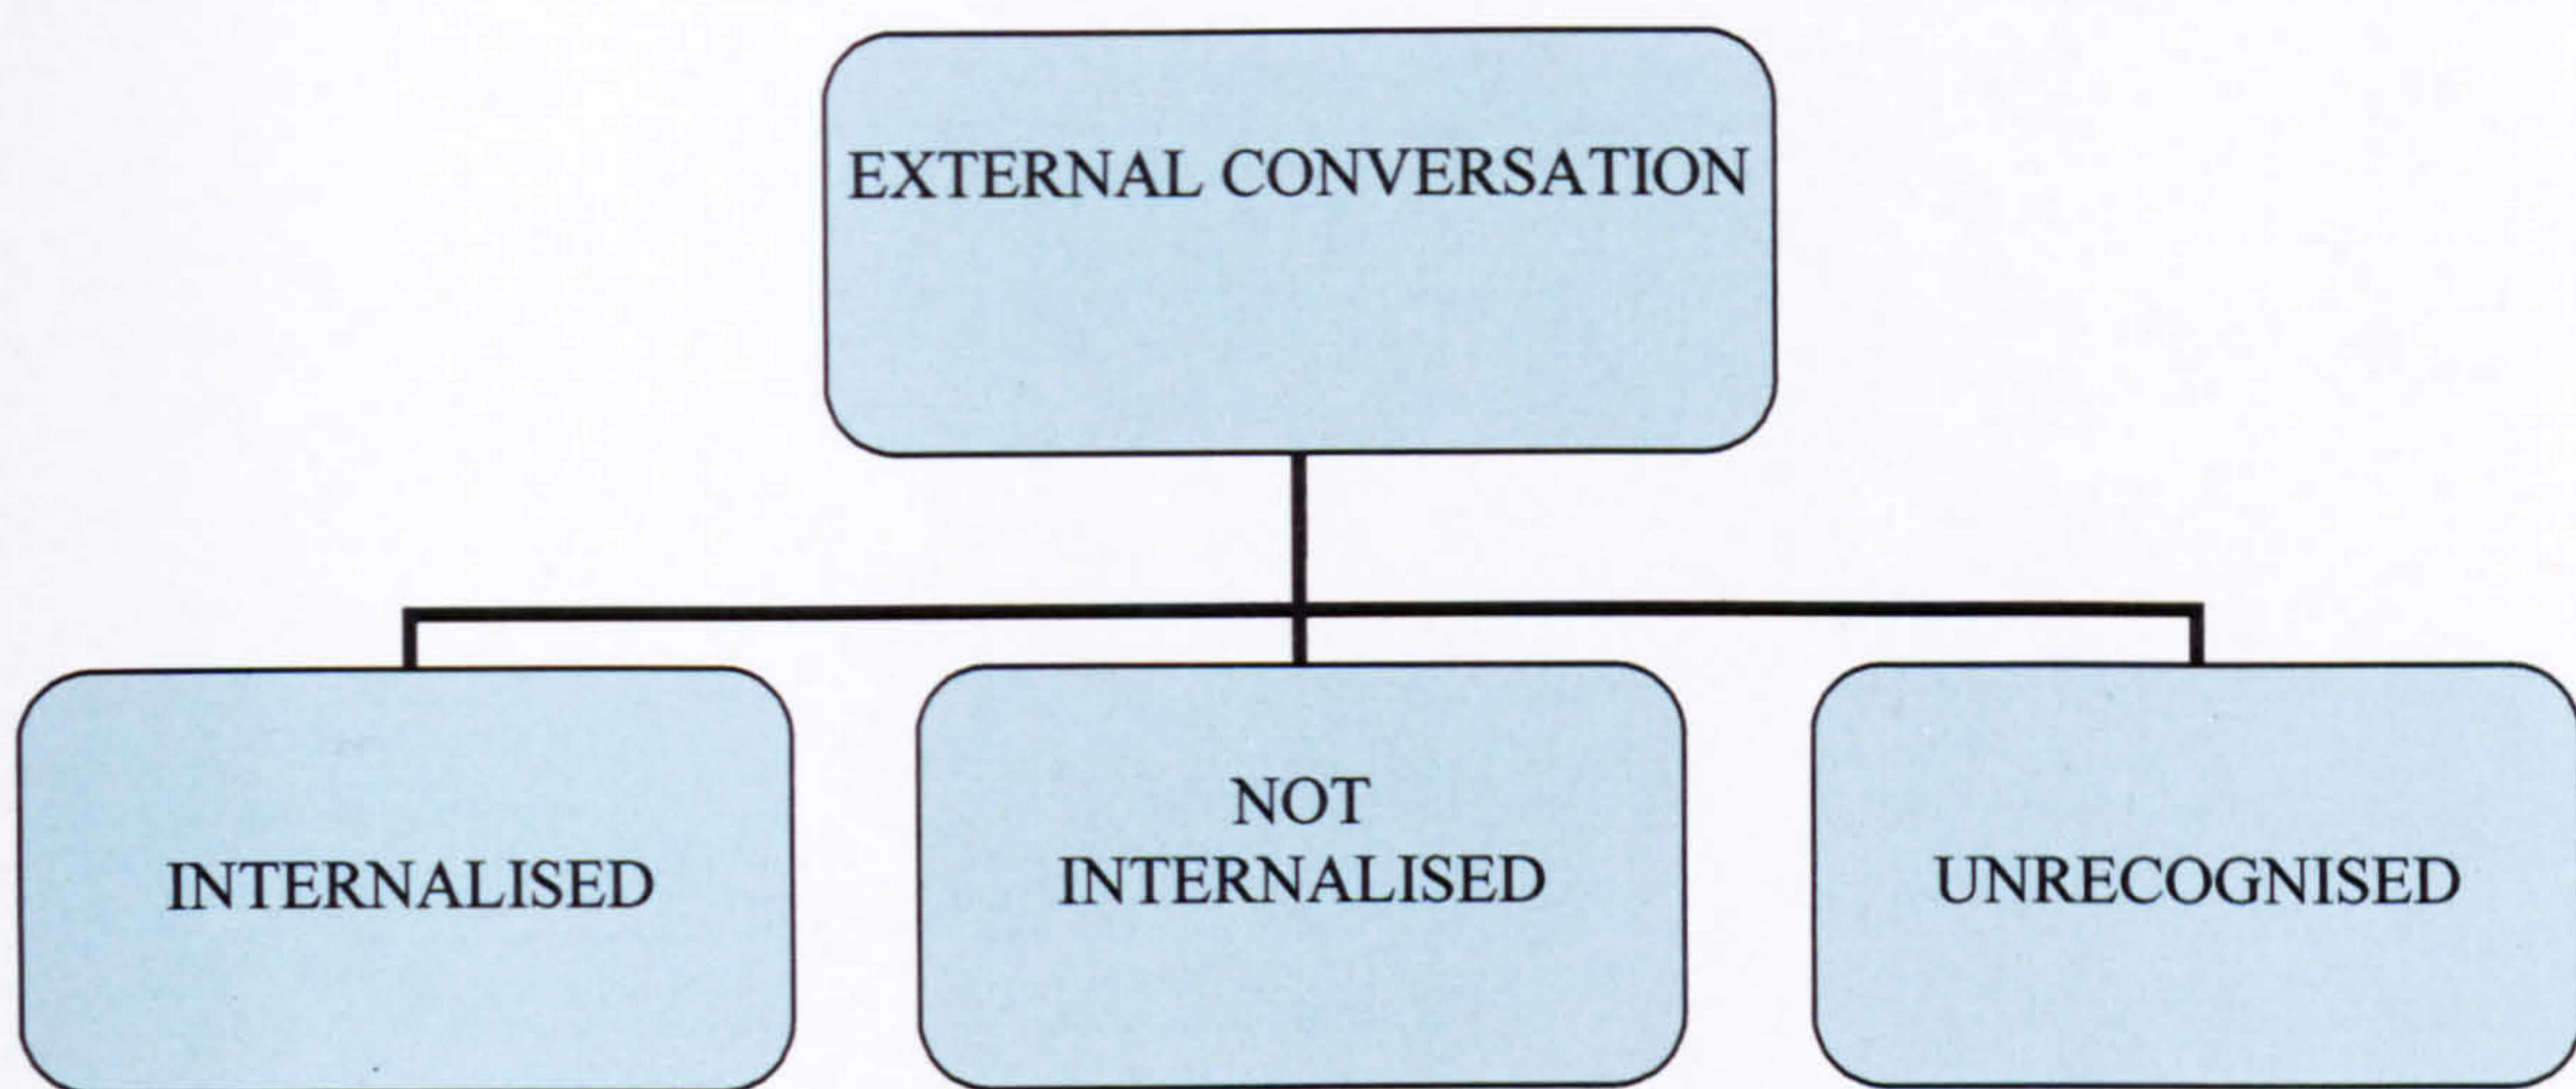 EXTERNAL CONVERSATION
NOT
INTERNALISED
INTERNALISED
UNRECOGNISED